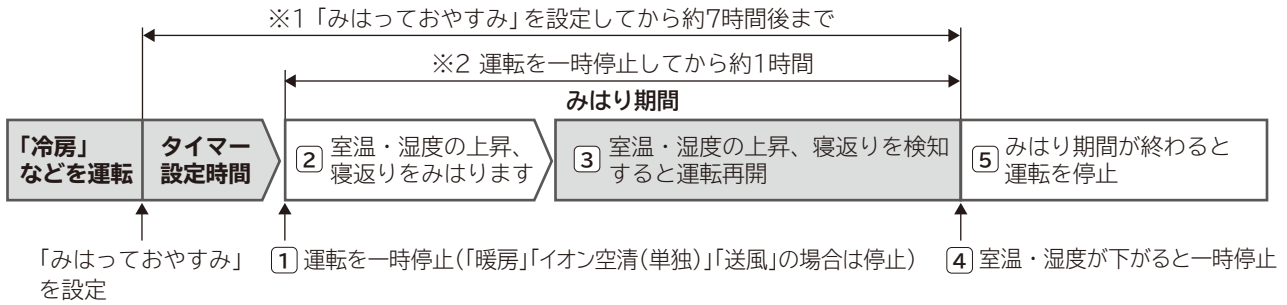 ※1「みはっておやすみ」を設定してから約7時間後まで
※2 運転を一時停止してから約1時間
みはり期間
「冷房」
などを運転
タイマー
設定時間
2 室温・湿度の上昇、
寝返りをみはります
3 室温・湿度の上昇、寝返りを検知
すると運転再開
5 みはり期間が終わると
運転を停止
「みはっておやすみ」
を設定
1 運転を一時停止(「暖房」「イオン空清(単独)」「送風」の場合は停止)
4 室温・湿度が下がると一時停止